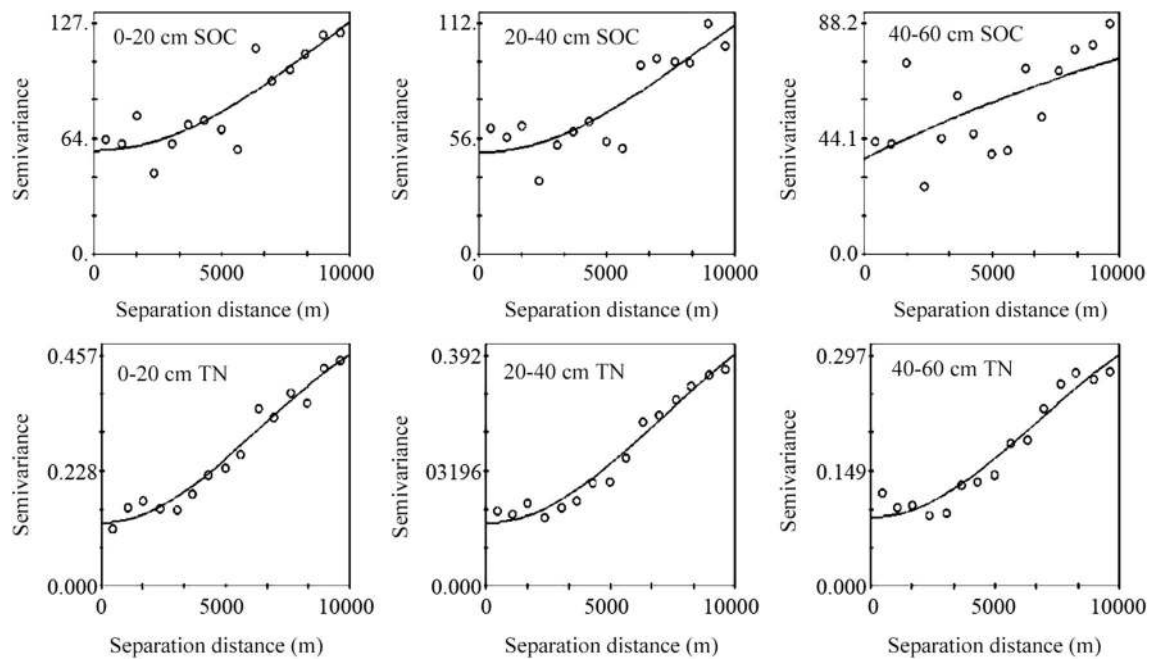 127.
0-20 cm SOC
64.
0.
Semivariance
0
5000
10000
Separation distance (m)
112.
20-40 cm SOC
56.
0.
Semivariance
0
5000
10000
Separation distance (m)
88.2
40-60 cm SOC
44.1
0.0
Semivariance
0
5000
10000
Separation distance (m)
0.457
0-20 cm TN
0.228
0.000
Semivariance
0
5000
10000
Separation distance (m)
0.392
20-40 cm TN
03196
0.000
Semivariance
0
5000
10000
Separation distance (m)
0.297
40-60 cm TN
0.149
0.000
Semivariance
0
5000
10000
Separation distance (m)